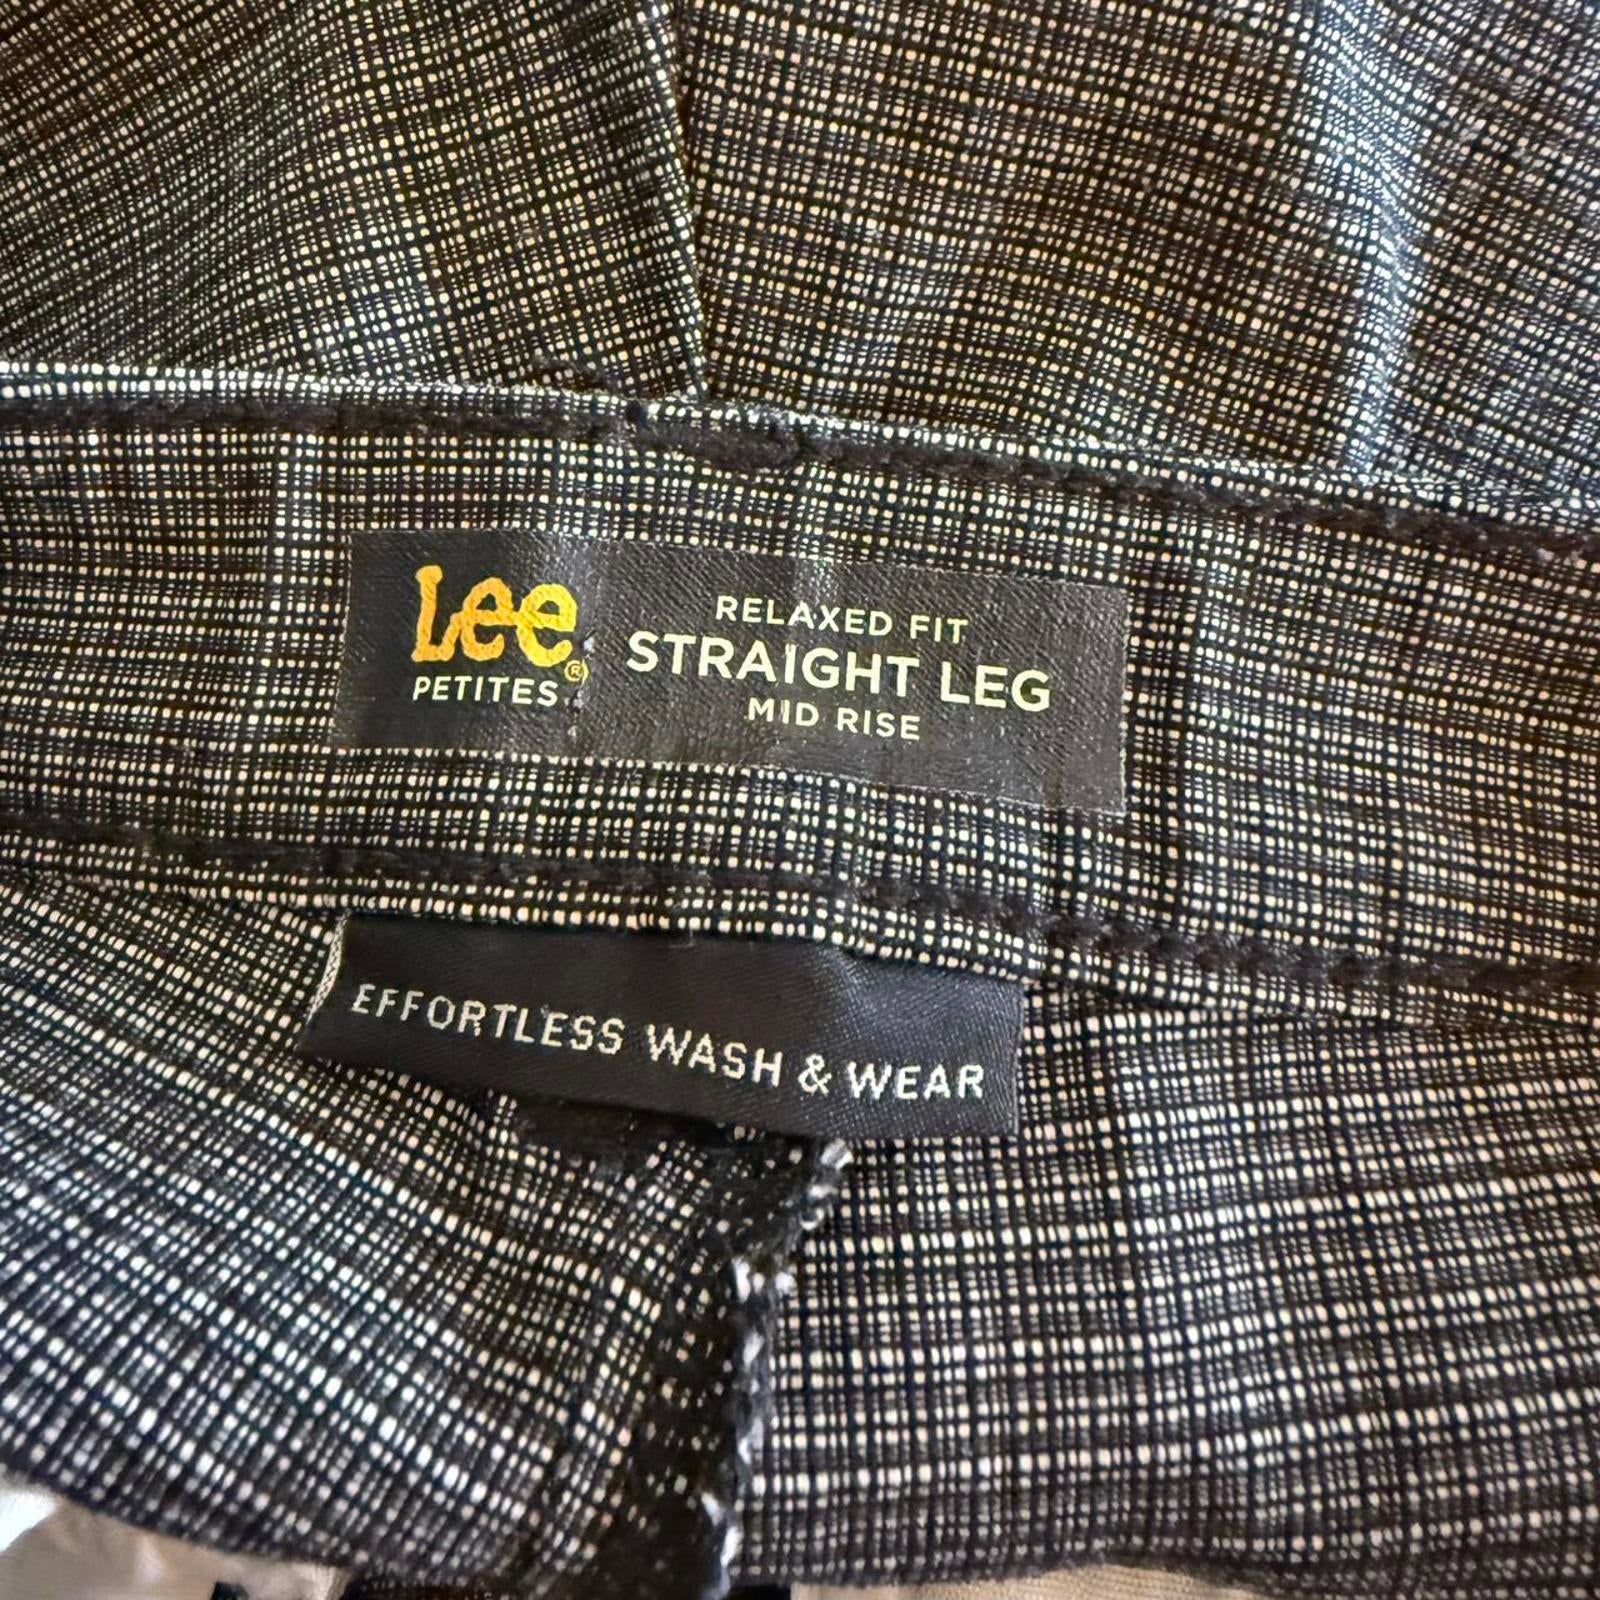 Lee®
PETITES
RELAXED FIT
STRAIGHT LEG
MID RISE
EFFORTLESS WASH & WEAR